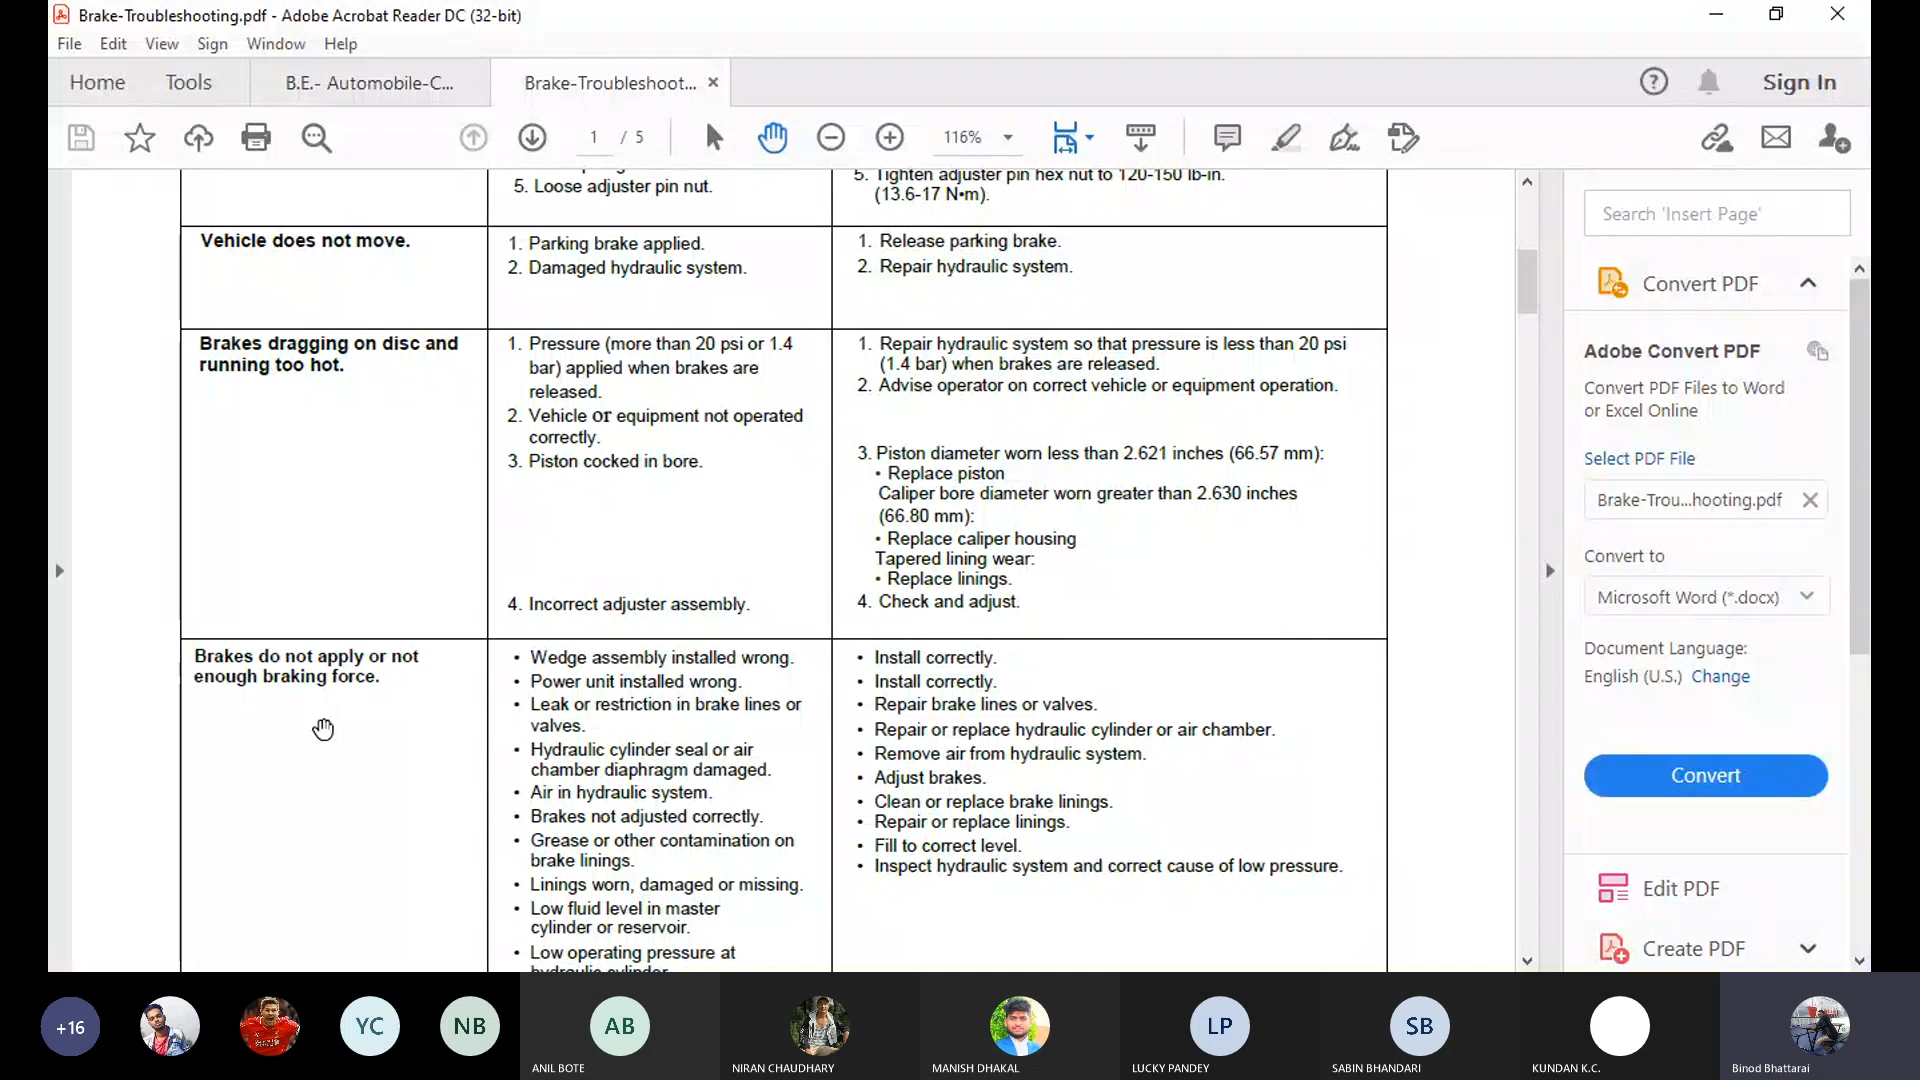 Brake-Troubleshooting.pdf - Adobe Acrobat Reader DC (32-bit)
File Edit View Sign Window Help
Home Tools B.E.- Automobile-C... Brake-Troubleshoot... Sign In
1 / 5 116%
5. Loose adjuster pin nut.
5. Tighten adjuster pin hex nut to 120-150 lb-in.
(13.6-17 N•m).
Vehicle does not move.
1. Parking brake applied.
2. Damaged hydraulic system.
1. Release parking brake.
2. Repair hydraulic system.
Brakes dragging on disc and
running too hot.
1. Pressure (more than 20 psi or 1.4
bar) applied when brakes are
released.
2. Vehicle or equipment not operated
correctly.
3. Piston cocked in bore.
4. Incorrect adjuster assembly.
1. Repair hydraulic system so that pressure is less than 20 psi
(1.4 bar) when brakes are released.
2. Advise operator on correct vehicle or equipment operation.
3. Piston diameter worn less than 2.621 inches (66.57 mm):
• Replace piston
Caliper bore diameter worn greater than 2.630 inches
(66.80 mm):
• Replace caliper housing
Tapered lining wear:
• Replace linings.
4. Check and adjust.
Brakes do not apply or not
enough braking force.
• Wedge assembly installed wrong.
• Power unit installed wrong.
• Leak or restriction in brake lines or
valves.
• Hydraulic cylinder seal or air
chamber diaphragm damaged.
• Air in hydraulic system.
• Brakes not adjusted correctly.
• Grease or other contamination on
brake linings.
• Linings worn, damaged or missing.
• Low fluid level in master
cylinder or reservoir.
• Low operating pressure at
hydraulic cylinder
• Install correctly.
• Install correctly.
• Repair brake lines or valves.
• Repair or replace hydraulic cylinder or air chamber.
• Remove air from hydraulic system.
• Adjust brakes.
• Clean or replace brake linings.
• Repair or replace linings.
• Fill to correct level.
• Inspect hydraulic system and correct cause of low pressure.
Search 'Insert Page'
Convert PDF
Adobe Convert PDF
Convert PDF Files to Word
or Excel Online
Select PDF File
Brake-Trou...hooting.pdf
Convert to
Microsoft Word (*.docx)
Document Language:
English (U.S.) Change
Convert
Edit PDF
Create PDF
+16 YC NB AB LP SB
ANIL BOTE NIRAN CHAUDHARY MANISH DHAKAL LUCKY PANDEY SABIN BHANDARI KUNDAN K.C. Binod Bhattarai